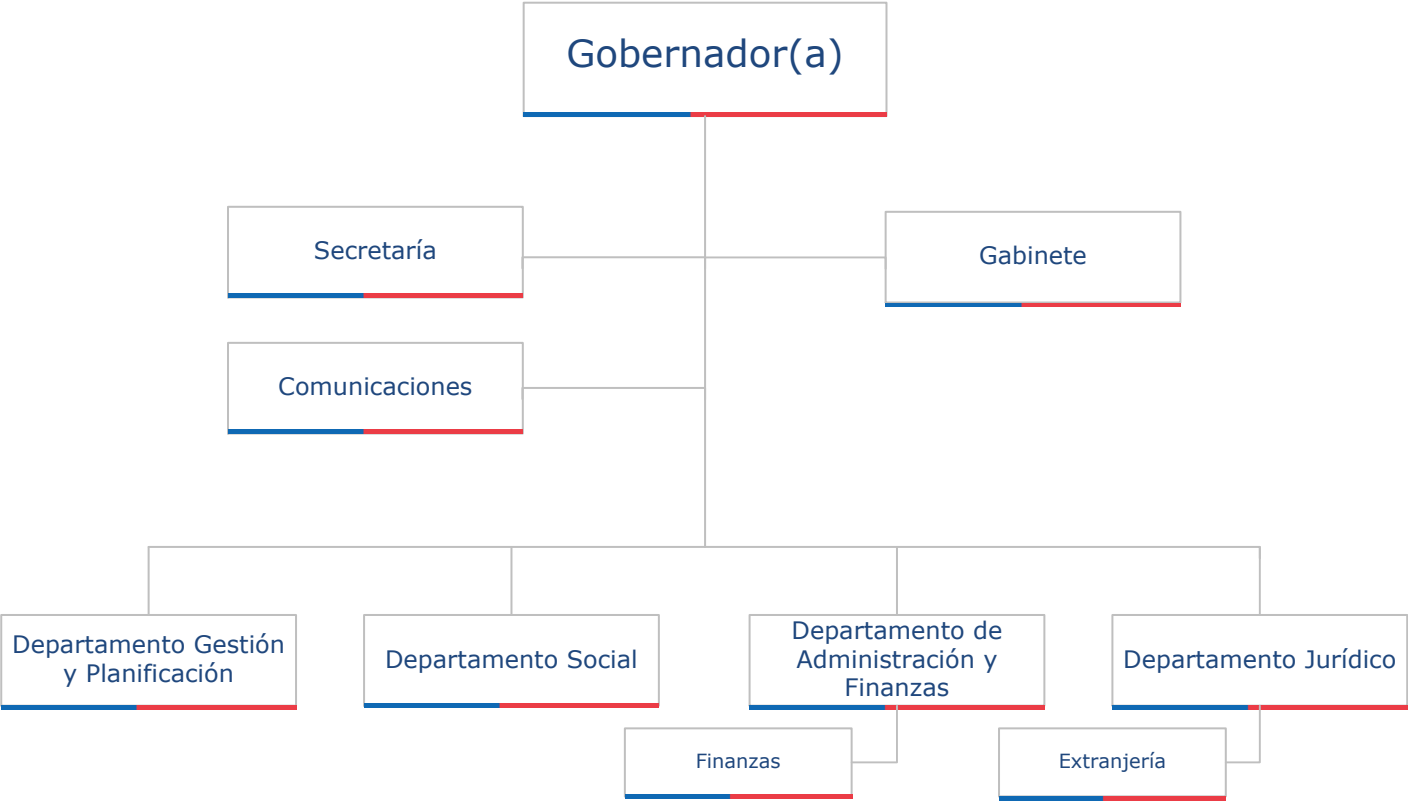 Gobernador(a)
Secretaría
Gabinete
Comunicaciones
Departamento Gestión
y Planificación
Departamento Social
Departamento de
Administración y
Finanzas
Departamento Jurídico
Finanzas
Extranjería